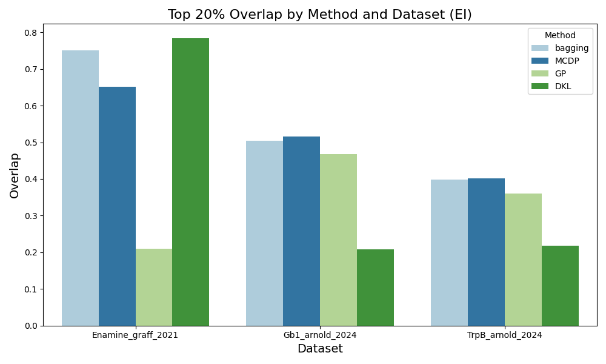 Top 20% Overlap by Method and Dataset (EI)
Method
bagging
MCDP
GP
DKL
Overlap
0.8
0.7
0.6
0.5
0.4
0.3
0.2
0.1
0.0
Enamine_graff_2021
Gb1_arnold_2024
TrpB_arnold_2024
Dataset